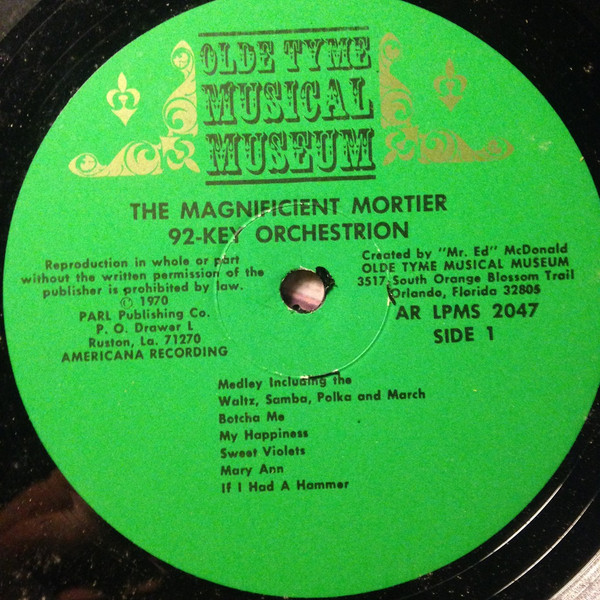 OLDE TYME
MUSICAL
MUSEUM
THE MAGNIFICIENT MORTIER
92-KEY ORCHESTRION
Reproduction in whole or part
without the written permission of the
publisher is prohibited by law.
© 1970
PARL Publishing Co.
P. O. Drawer L
Ruston, La. 71270
AMERICANA RECORDING
Created by "Mr. Ed" McDonald
OLDE TYME MUSICAL MUSEUM
3517 South Orange Blossom Trail
Orlando, Florida 32805
AR LPMS 2047
SIDE 1
Medley Including the
Waltz, Samba, Polka and March
Botcha Me
My Happiness
Sweet Violets
Mary Ann
If I Had A Hammer